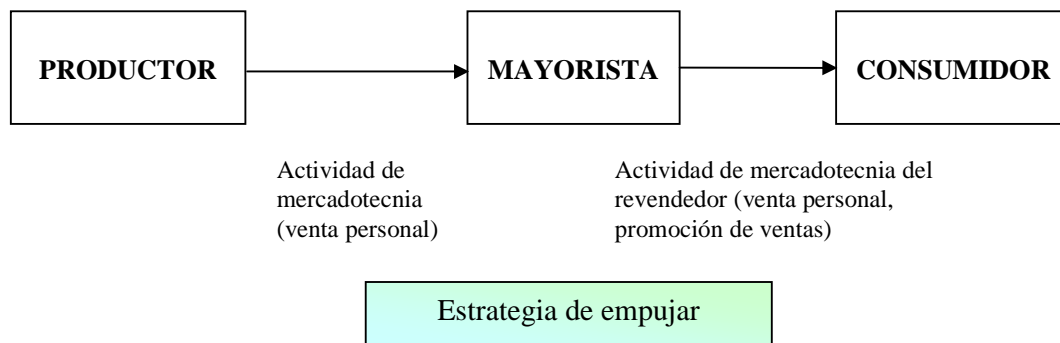 PRODUCTOR
MAYORISTA
CONSUMIDOR
Actividad de
mercadotecnia
(venta personal)
Actividad de mercadotecnia del
revendedor (venta personal,
promoción de ventas)
Estrategia de empujar